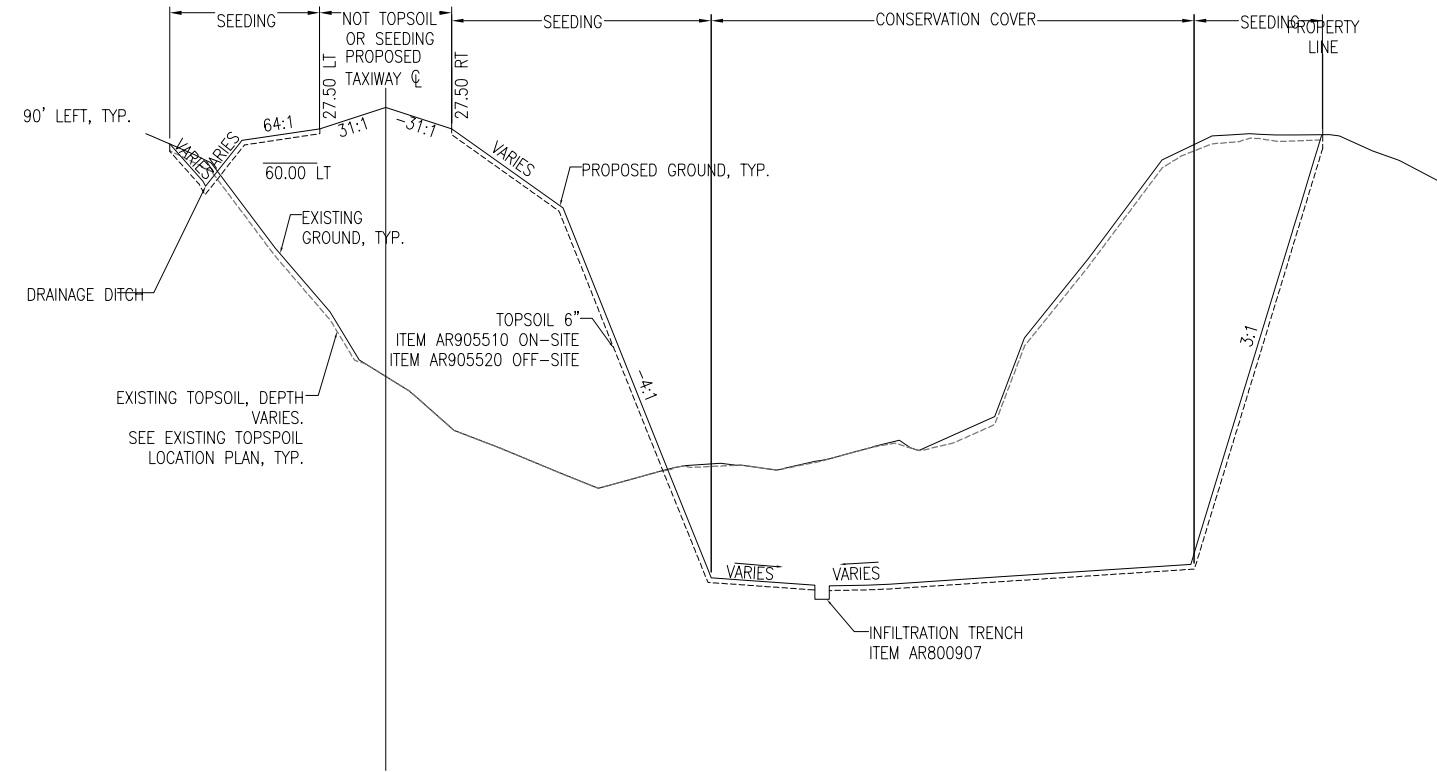 SEEDING
NOT TOPSOIL
OR SEEDING
PROPOSED
TAXIWAY ℄
SEEDING
CONSERVATION COVER
SEEDING
PROPERTY
LINE
27.50 LT
27.50 RT
90' LEFT, TYP.
VARIES
VARIES
64:1
31:1
-31:1
VARIES
60.00 LT
PROPOSED GROUND, TYP.
EXISTING
GROUND, TYP.
DRAINAGE DITCH
TOPSOIL 6"
ITEM AR905510 ON-SITE
ITEM AR905520 OFF-SITE
-4:1
3:1
EXISTING TOPSOIL, DEPTH
VARIES.
SEE EXISTING TOPSPOIL
LOCATION PLAN, TYP.
VARIES
VARIES
INFILTRATION TRENCH
ITEM AR800907